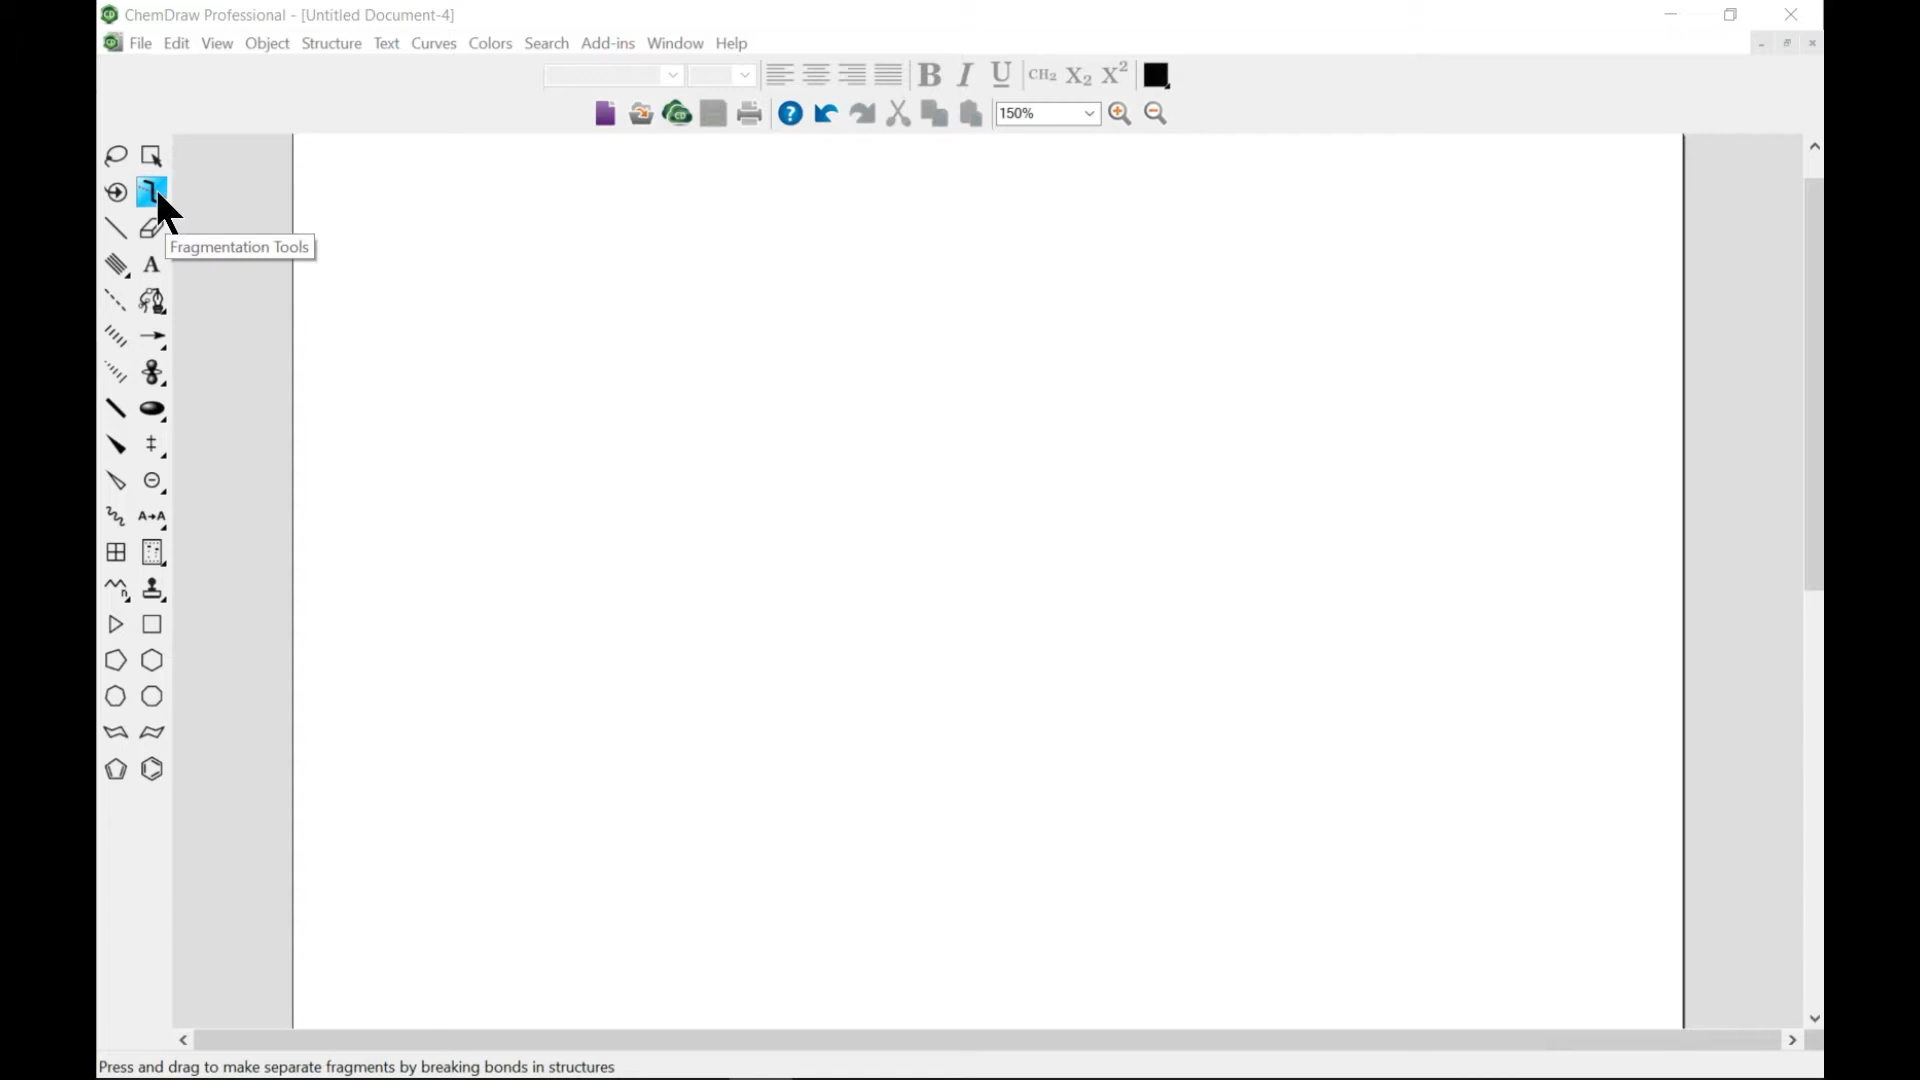 ChemDraw Professional - [Untitled Document-4]
File Edit View Object Structure Text Curves Colors Search Add-ins Window Help
B I U CH2 X2 X2
CD ? 150%
Fragmentation Tools
A
A→A
n
Press and drag to make separate fragments by breaking bonds in structures